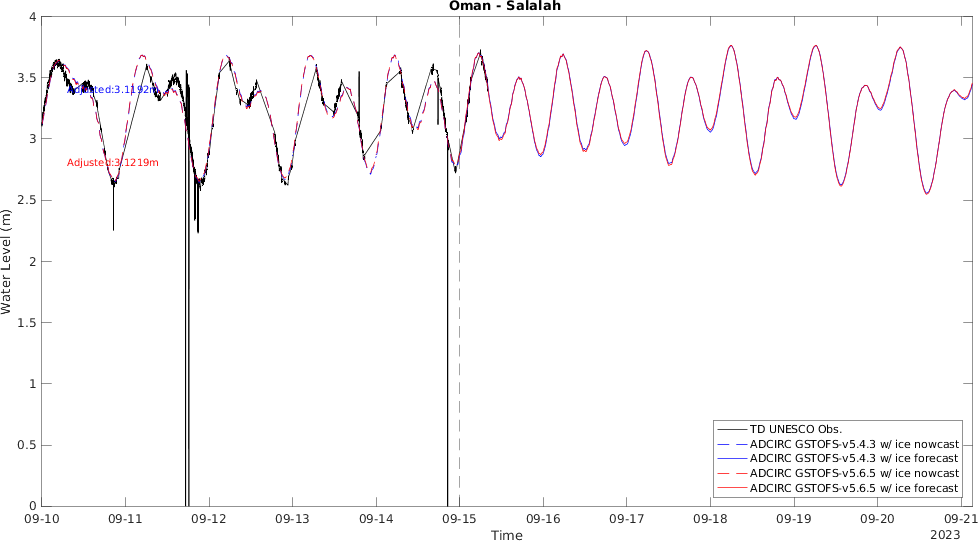 Oman - Salalah
4
3.5
3
2.5
2
1.5
1
0.5
0
Water Level (m)
Adjusted:3.1192m
Adjusted:3.1219m
TD UNESCO Obs.
ADCIRC GSTOFS-v5.4.3 w/ ice nowcast
ADCIRC GSTOFS-v5.4.3 w/ ice forecast
ADCIRC GSTOFS-v5.6.5 w/ ice nowcast
ADCIRC GSTOFS-v5.6.5 w/ ice forecast
09-10 09-11 09-12 09-13 09-14 09-15 09-16 09-17 09-18 09-19 09-20 09-21
Time
2023